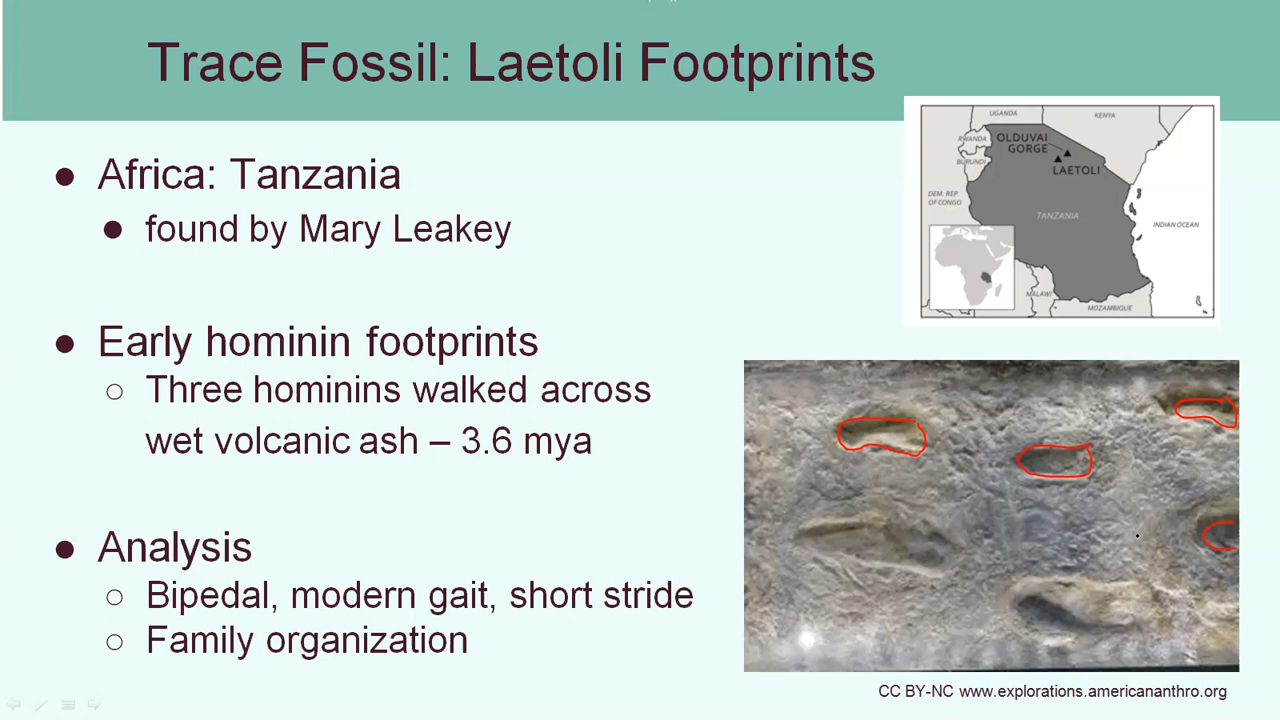 Trace Fossil: Laetoli Footprints
● Africa: Tanzania
● found by Mary Leakey
● Early hominin footprints
○ Three hominins walked across
wet volcanic ash – 3.6 mya
● Analysis
○ Bipedal, modern gait, short stride
○ Family organization
UGANDA
KENYA
RWANDA
OLDUVAI
GORGE
BURUNDI
LAETOLI
DEM. REP.
OF CONGO
TANZANIA
INDIAN OCEAN
MALAWI
MOZAMBIQUE
CC BY-NC www.explorations.americananthro.org